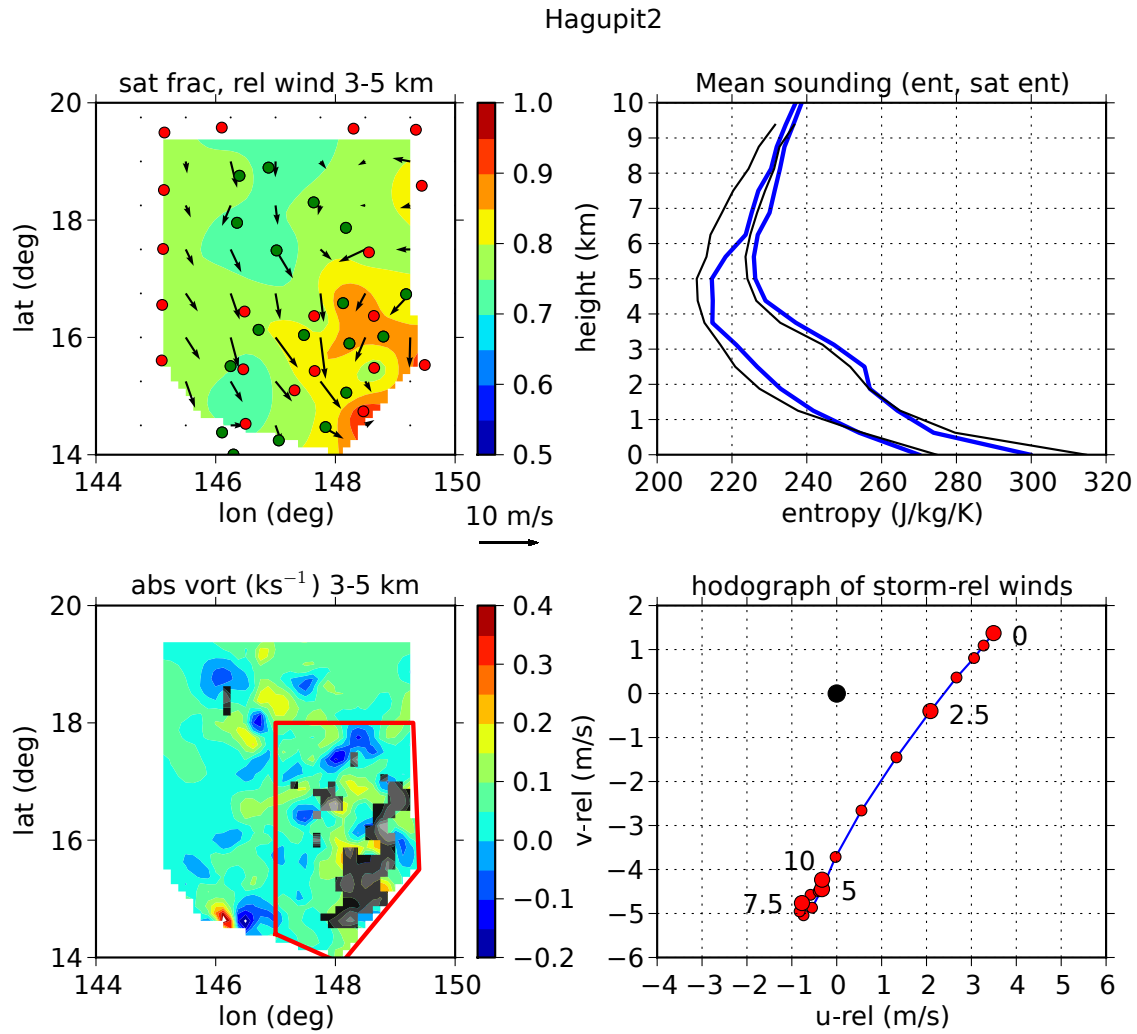 Hagupit2
sat frac, rel wind 3-5 km
20
18
16
14
lat (deg)
144 146 148 150
lon (deg)
1.0
0.9
0.8
0.7
0.6
0.5
10 m/s
Mean sounding (ent, sat ent)
10
9
8
7
6
5
4
3
2
1
0
height (km)
200 220 240 260 280 300 320
entropy (J/kg/K)
abs vort (ks⁻¹) 3-5 km
20
18
16
14
lat (deg)
144 146 148 150
lon (deg)
0.4
0.3
0.2
0.1
0.0
−0.1
−0.2
hodograph of storm-rel winds
2
1
0
−1
−2
−3
−4
−5
−6
v-rel (m/s)
0
2.5
10
5
7.5
−4 −3 −2 −1 0 1 2 3 4 5 6
u-rel (m/s)